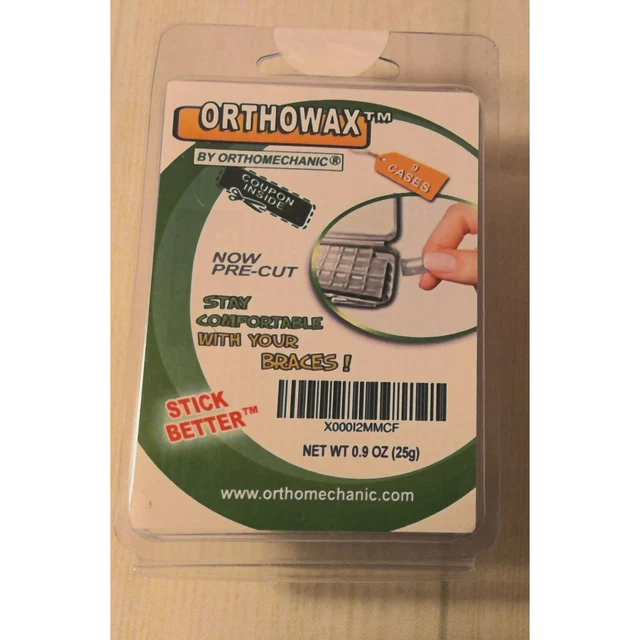 ORTHOWAX™
BY ORTHOMECHANIC®
9
CASES
COUPON
INSIDE
NOW
PRE-CUT
STAY
COMFORTABLE
WITH YOUR
BRACES!
STICK
BETTER™
X000I2MMCF
NET WT 0.9 OZ (25g)
www.orthomechanic.com